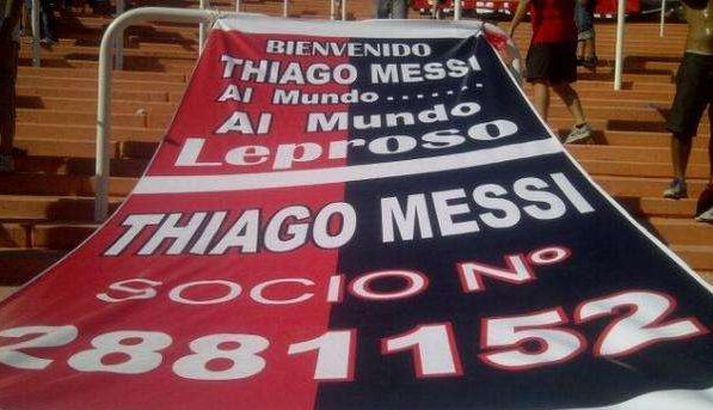 BIENVENIDO
THIAGO MESSI
Al Mundo.......
Al Mundo
Leproso
THIAGO MESSI
SOCIO Nº
2881152